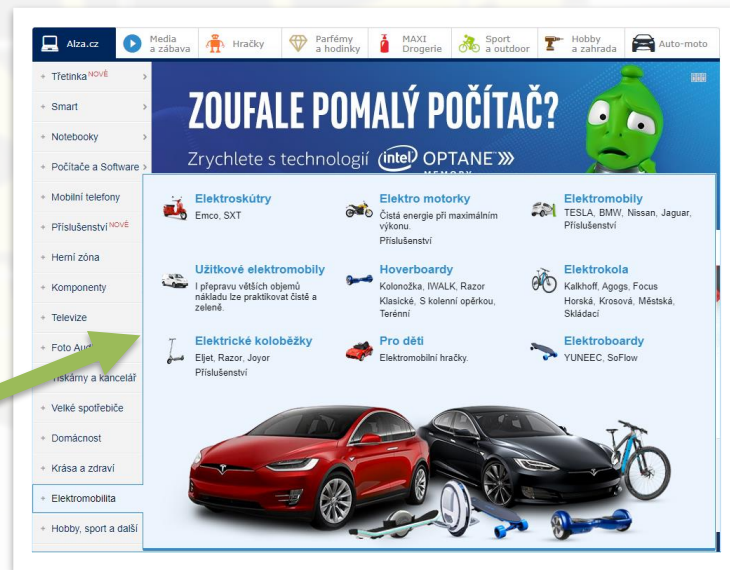 Alza.cz
Media
a zábava
Hračky
Parfémy
a hodinky
MAXI
Drogerie
Sport
a outdoor
Hobby
a zahrada
Auto-moto
Třetinka NOVÉ
Smart
Notebooky
Počítače a Software
Mobilní telefony
Příslušenství NOVÉ
Herní zóna
Komponenty
Televize
Foto Aud
Tiskárny a kancelář
Velké spotřebiče
Domácnost
Krása a zdraví
Elektromobilita
Hobby, sport a další
ZOUFALE POMALÝ POČÍTAČ?
Zrychlete s technologií intel OPTANE
MEMORY
Elektroskútry
Emco, SXT
Elektro motorky
Čistá energie při maximálním
výkonu.
Příslušenství
Elektromobily
TESLA, BMW, Nissan, Jaguar,
Příslušenství
Užitkové elektromobily
I přepravu větších objemů
nákladu lze praktikovat čistě a
zeleně.
Hoverboardy
Kolonožka, IWALK, Razor
Klasické, S kolenní opěrkou,
Terénní
Elektrokola
Kalkhoff, Agogs, Focus
Horská, Krosová, Městská,
Skládací
Elektrické koloběžky
Eljet, Razor, Joyor
Příslušenství
Pro děti
Elektromobilní hračky.
Elektroboardy
YUNEEC, SoFlow